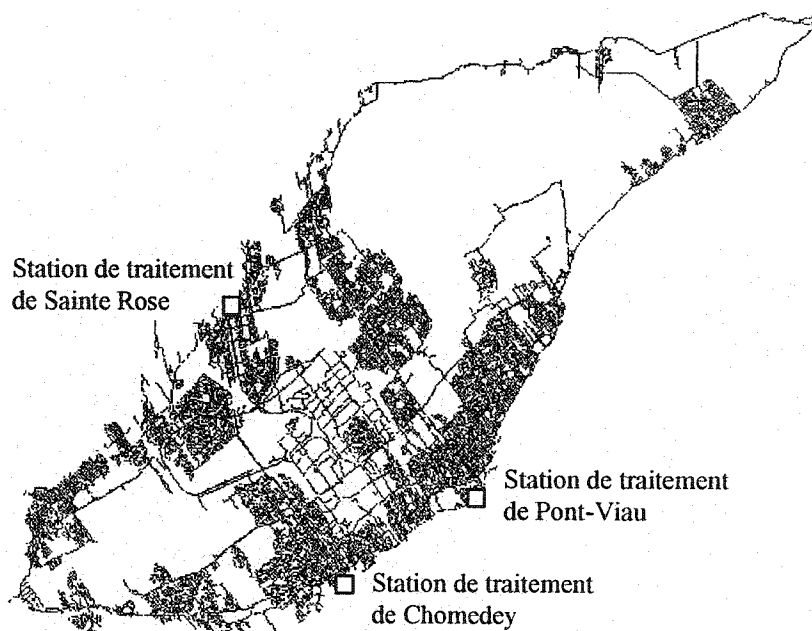 Station de traitement
de Sainte Rose
Station de traitement
de Pont-Viau
Station de traitement
de Chomedey